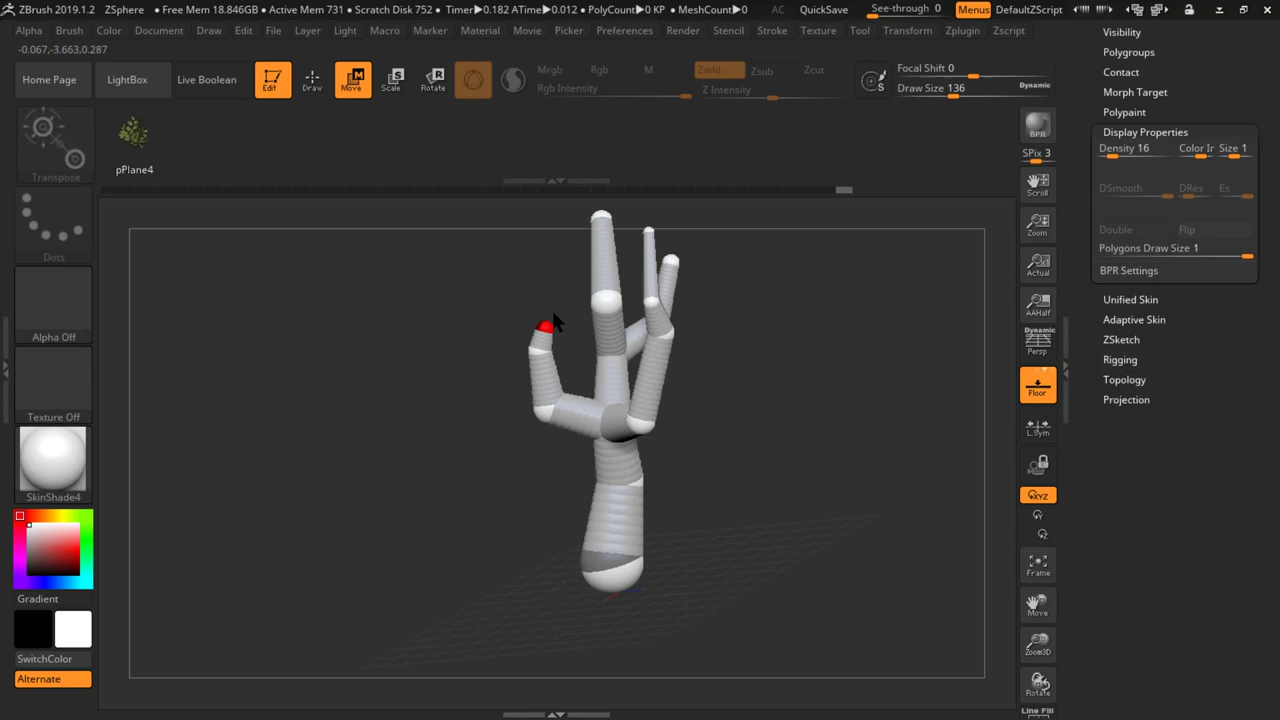 ZBrush 2019.1.2 ZSphere • Free Mem 18.846GB • Active Mem 731 • Scratch Disk 752 • Timer▶0.182 ATime▶0.012 • PolyCount▶0 KP • MeshCount▶0 AC QuickSave See-through 0 Menus DefaultZScript
Alpha Brush Color Document Draw Edit File Layer Light Macro Marker Material Movie Picker Preferences Render Stencil Stroke Texture Tool Transform Zplugin Zscript
-0.067,-3.663,0.287
Home Page LightBox Live Boolean Edit Draw Move Scale Rotate
Mrgb Rgb M Zadd Zsub Zcut
Rgb Intensity Z Intensity
Focal Shift 0
Draw Size 136 Dynamic
S
Transpose
Dots
Alpha Off
Texture Off
SkinShade4
Gradient
SwitchColor
Alternate
pPlane4
BPR
SPix 3
Scroll
Zoom
Actual
AAHalf
Dynamic
Persp
Floor
L.Sym
XYZ
Y
Z
Frame
Move
Zoom3D
Rotate
Line Fill
Visibility
Polygroups
Contact
Morph Target
Polypaint
Display Properties
Density 16 Color Ir Size 1
DSmooth DRes Es
Double Flip
Polygons Draw Size 1
BPR Settings
Unified Skin
Adaptive Skin
ZSketch
Rigging
Topology
Projection